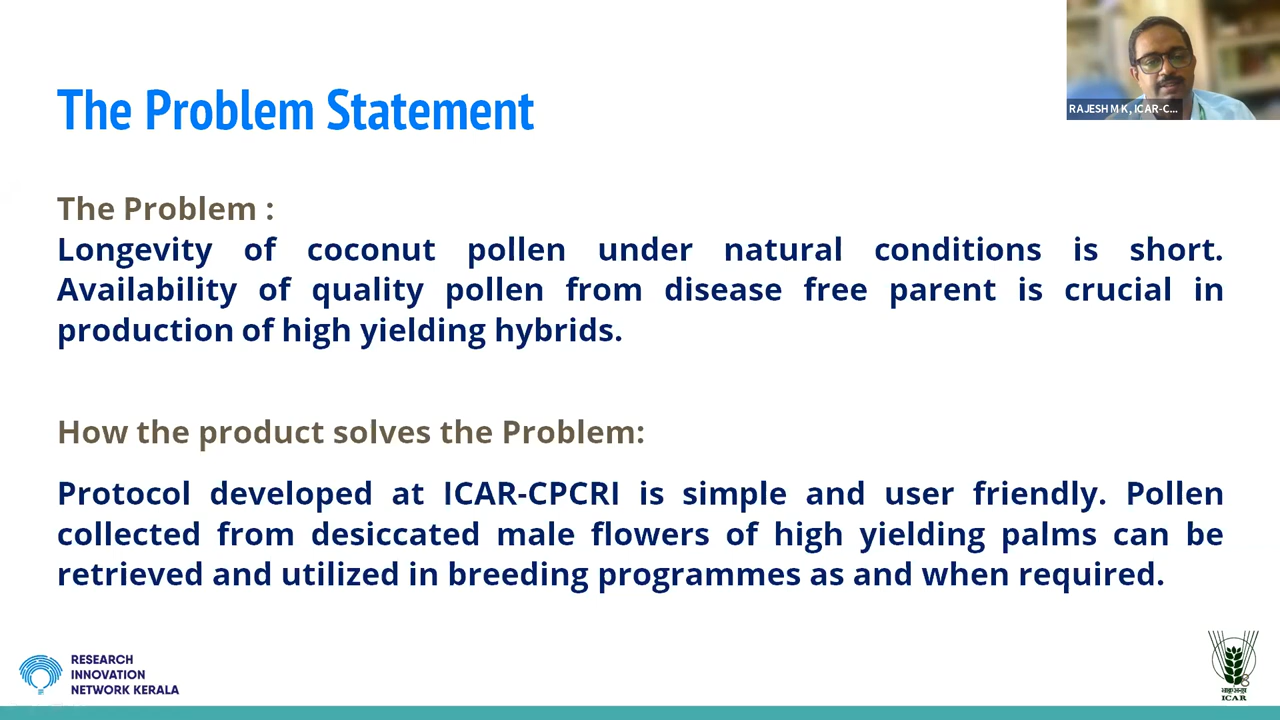 The Problem Statement
RAJESH M K, ICAR-C...
The Problem :
Longevity of coconut pollen under natural conditions is short.
Availability of quality pollen from disease free parent is crucial in
production of high yielding hybrids.
How the product solves the Problem:
Protocol developed at ICAR-CPCRI is simple and user friendly. Pollen
collected from desiccated male flowers of high yielding palms can be
retrieved and utilized in breeding programmes as and when required.
RESEARCH
INNOVATION
NETWORK KERALA
भाकृअनुप
ICAR